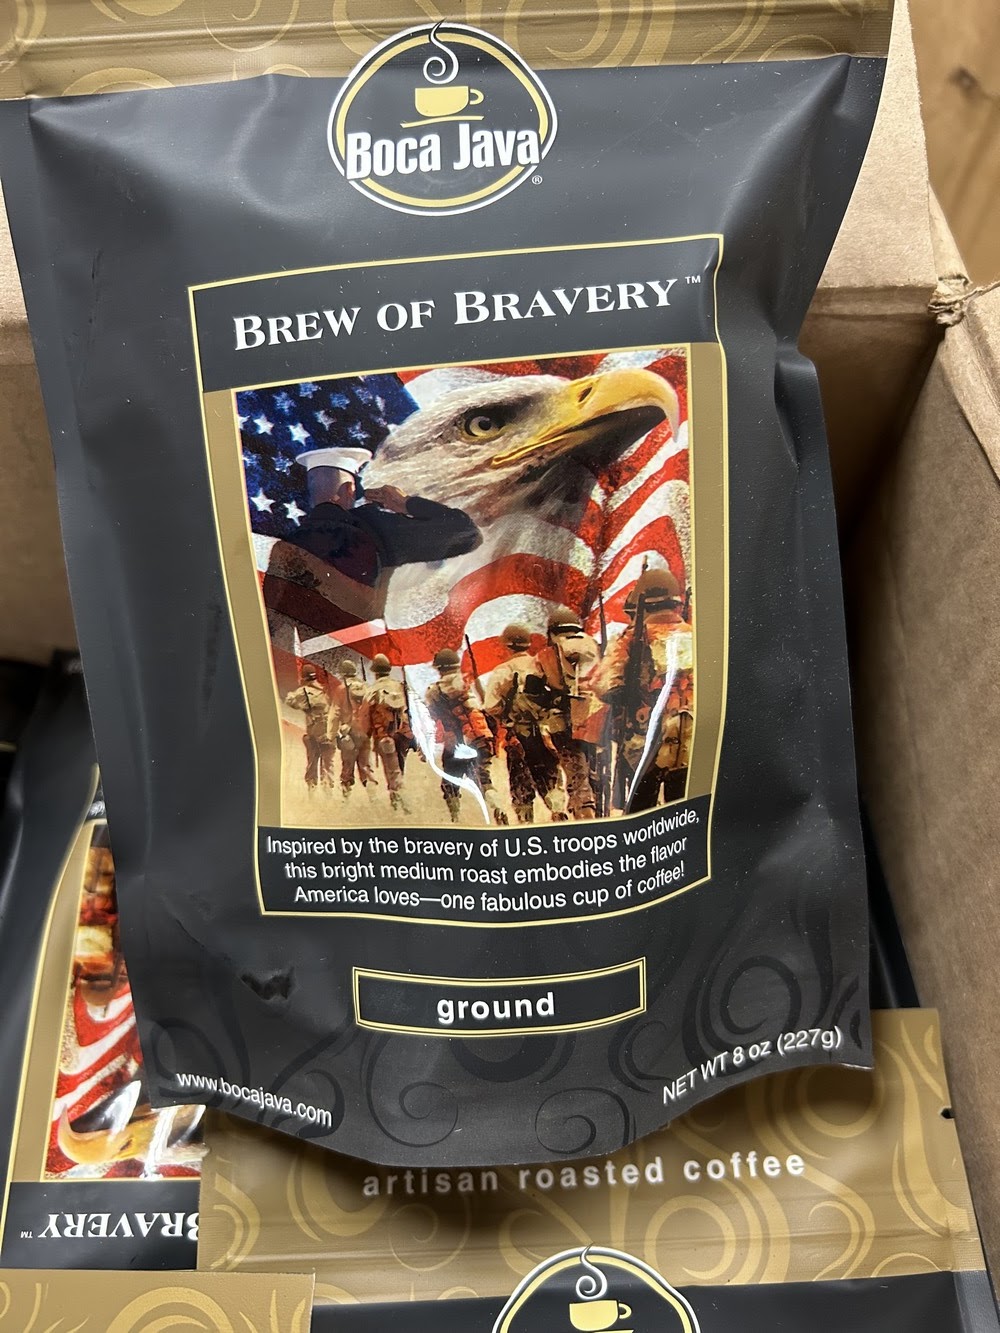 Boca Java
®
BREW OF BRAVERY™
Inspired by the bravery of U.S. troops worldwide,
this bright medium roast embodies the flavor
America loves—one fabulous cup of coffee!
ground
www.bocajava.com
NET WT 8 oz (227g)
artisan roasted coffee
BRAVERY™